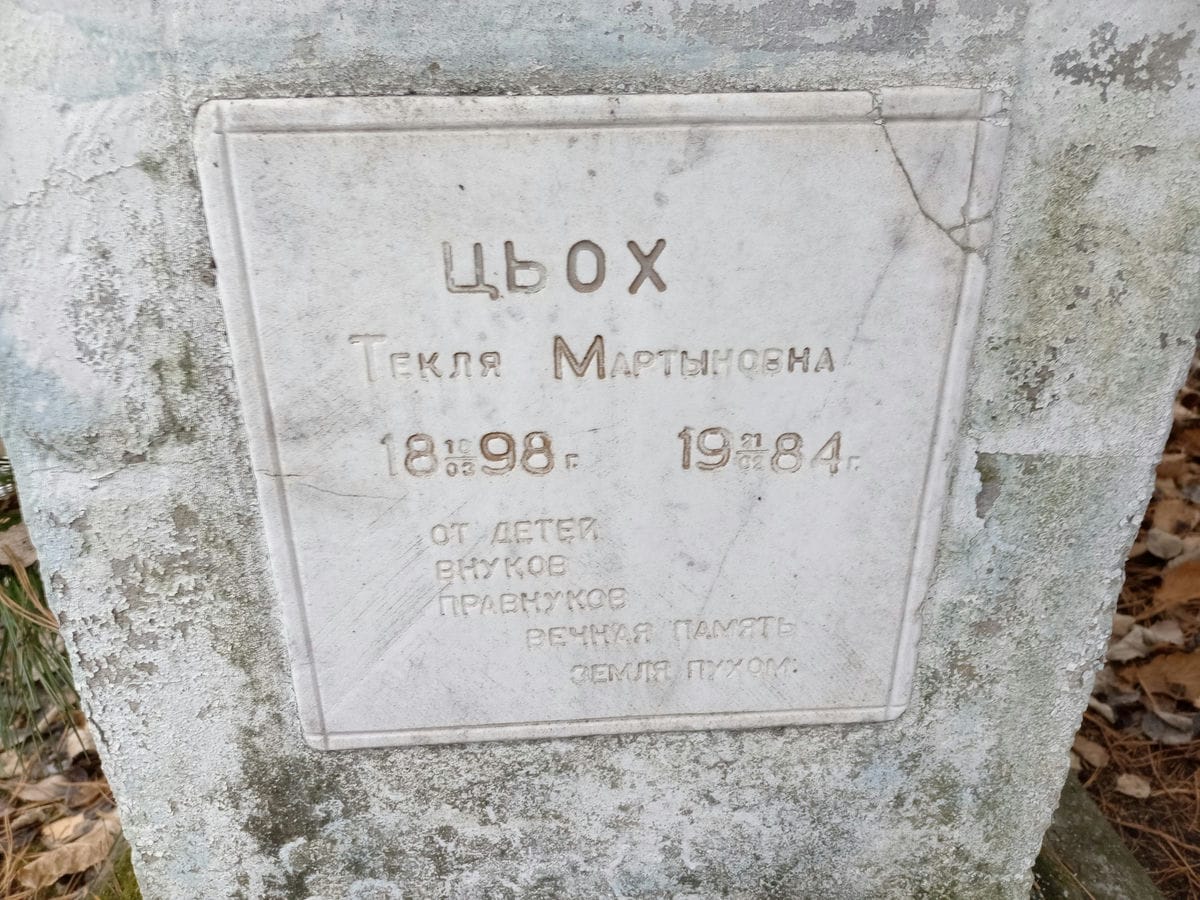 ЦЬОХ
ТЕКЛЯ МАРТЫНОВНА
18 10/03 98 г. 19 21/02 84 г.
ОТ ДЕТЕЙ
ВНУКОВ
ПРАВНУКОВ
ВЕЧНАЯ ПАМЯТЬ
ЗЕМЛЯ ПУХОМ.